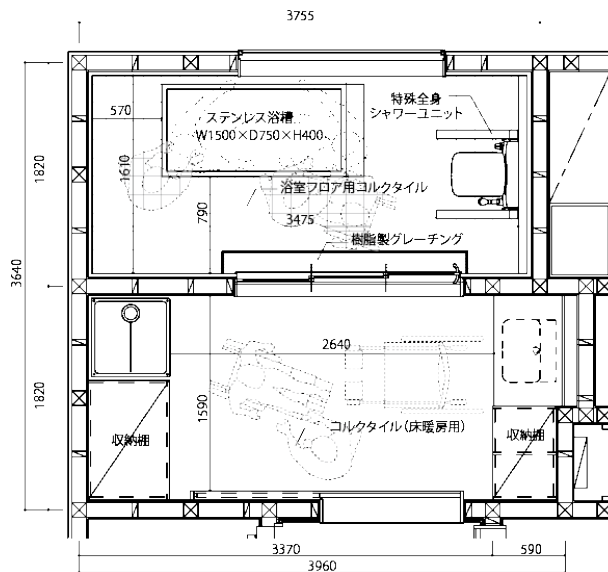 3755
570
ステンレス浴槽
W1500×D750×H400
特殊全身
シャワーユニット
1820
1610
790
浴室フロア用コルクタイル
3475
樹脂製グレーチング
3640
2640
1820
1590
コルクタイル（床暖房用）
収納棚
収納棚
3370
590
3960